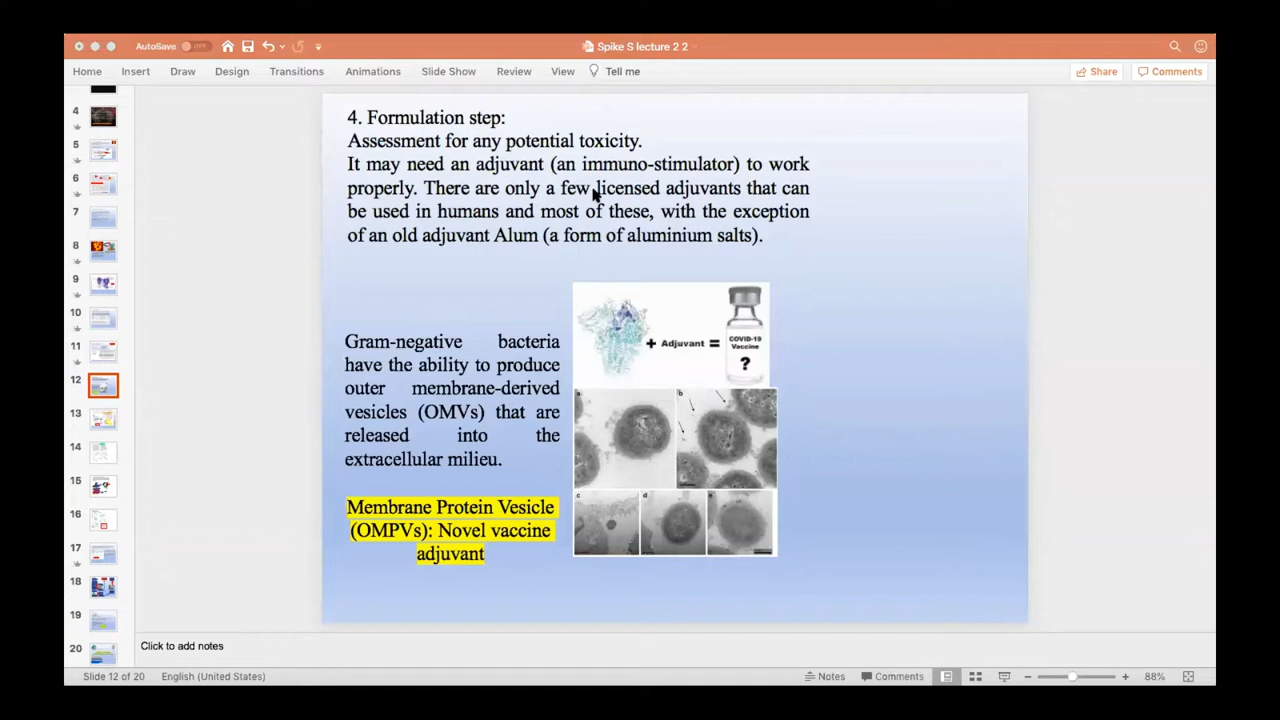 AutoSave OFF
Spike S lecture 2 2
Home Insert Draw Design Transitions Animations Slide Show Review View Tell me
Share Comments
4
5
6
7
8
9
10
11
12
13
14
15
16
17
18
19
20
4. Formulation step:
Assessment for any potential toxicity.
It may need an adjuvant (an immuno-stimulator) to work
properly. There are only a few licensed adjuvants that can
be used in humans and most of these, with the exception
of an old adjuvant Alum (a form of aluminium salts).
Gram-negative bacteria
have the ability to produce
outer membrane-derived
vesicles (OMVs) that are
released into the
extracellular milieu.
Membrane Protein Vesicle
(OMPVs): Novel vaccine
adjuvant
+ Adjuvant =
COVID-19
Vaccine
?
a
b
c
d
e
Click to add notes
Slide 12 of 20 English (United States)
Notes Comments 88%